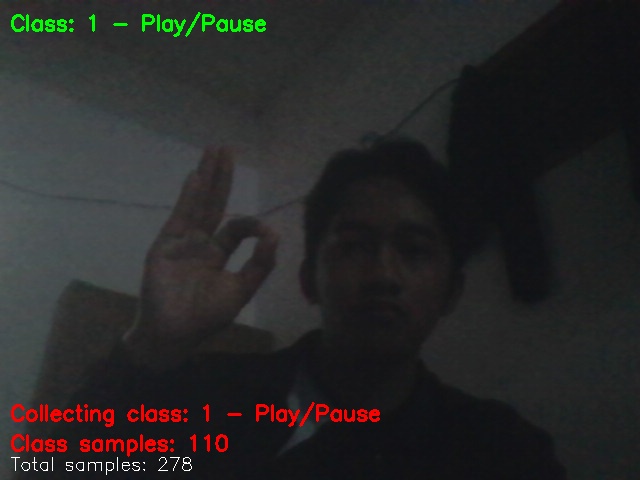 Class: 1 - Play/Pause
Collecting class: 1 - Play/Pause
Class samples: 110
Total samples: 278